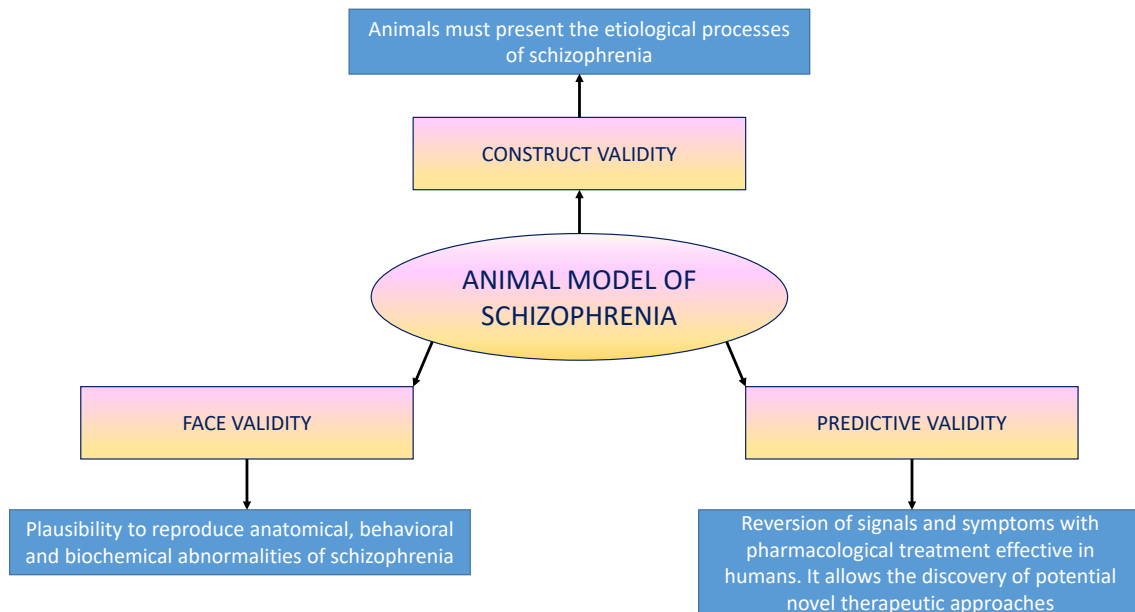 Animals must present the etiological processes
of schizophrenia
CONSTRUCT VALIDITY
ANIMAL MODEL OF
SCHIZOPHRENIA
FACE VALIDITY
PREDICTIVE VALIDITY
Plausibility to reproduce anatomical, behavioral
and biochemical abnormalities of schizophrenia
Reversion of signals and symptoms with
pharmacological treatment effective in
humans. It allows the discovery of potential
novel therapeutic approaches